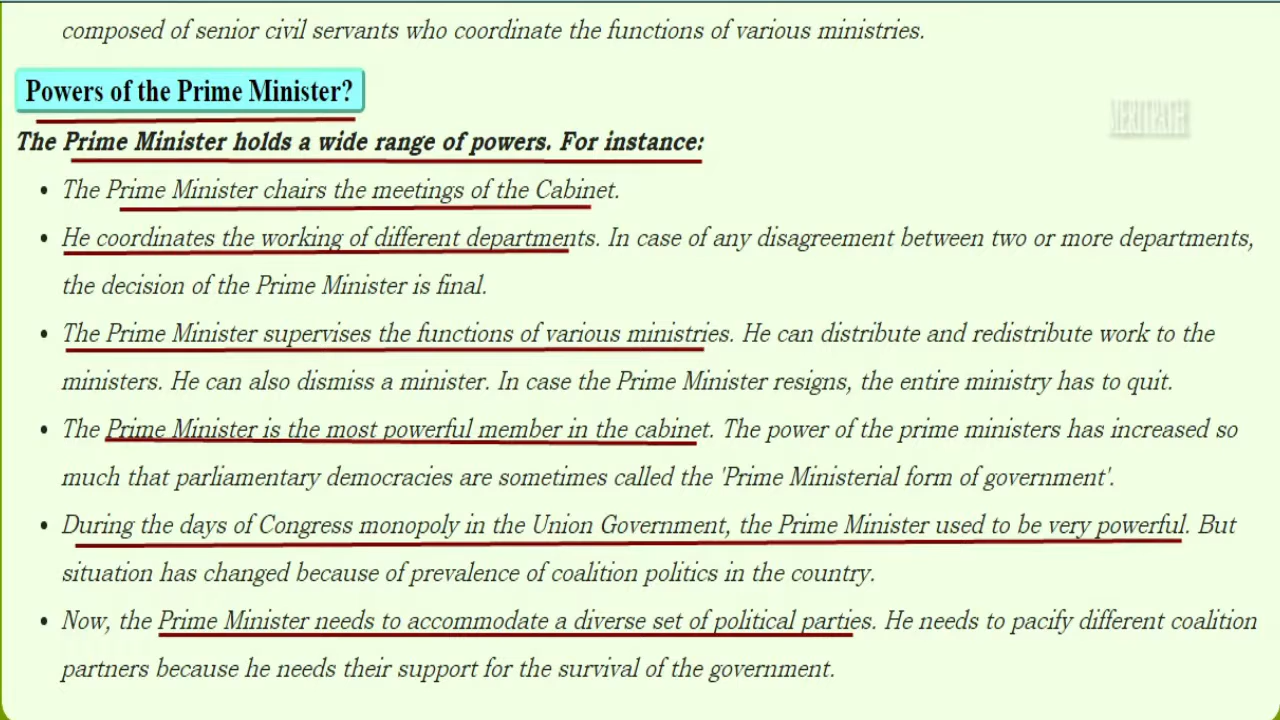 composed of senior civil servants who coordinate the functions of various ministries.
Powers of the Prime Minister?
MERITPATH
The Prime Minister holds a wide range of powers. For instance:
• The Prime Minister chairs the meetings of the Cabinet.
• He coordinates the working of different departments. In case of any disagreement between two or more departments,
the decision of the Prime Minister is final.
• The Prime Minister supervises the functions of various ministries. He can distribute and redistribute work to the
ministers. He can also dismiss a minister. In case the Prime Minister resigns, the entire ministry has to quit.
• The Prime Minister is the most powerful member in the cabinet. The power of the prime ministers has increased so
much that parliamentary democracies are sometimes called the 'Prime Ministerial form of government'.
• During the days of Congress monopoly in the Union Government, the Prime Minister used to be very powerful. But
situation has changed because of prevalence of coalition politics in the country.
• Now, the Prime Minister needs to accommodate a diverse set of political parties. He needs to pacify different coalition
partners because he needs their support for the survival of the government.